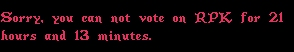 Sorry, you can not vote on RPK for 21
hours and 13 minutes.